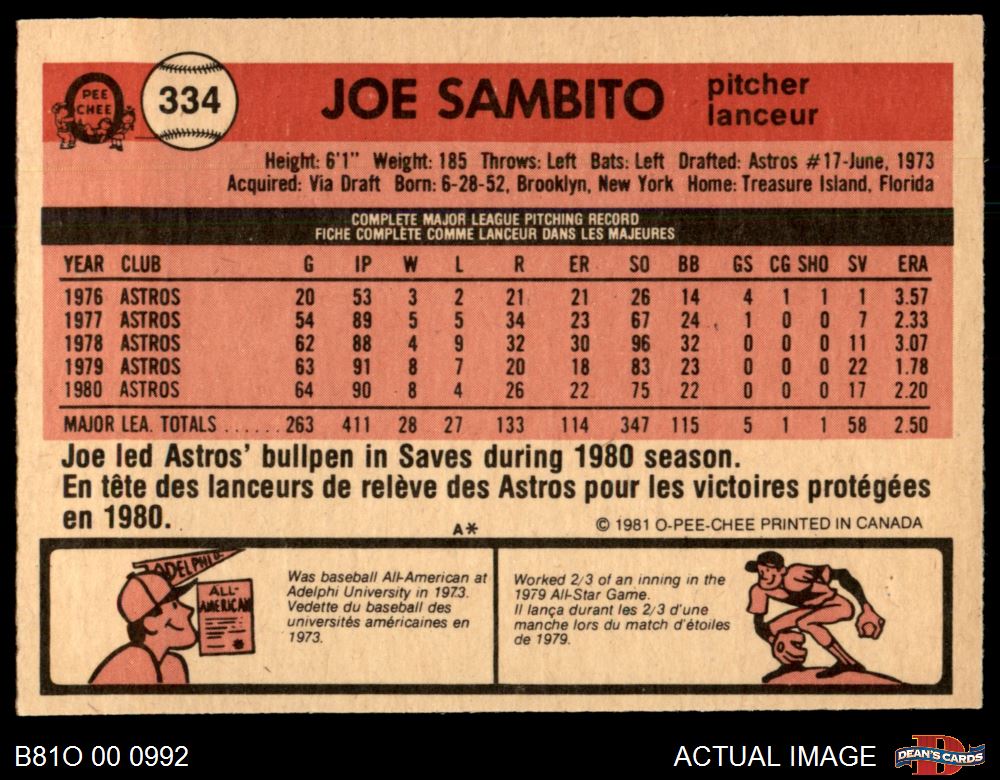 PEE
CHEE
334
JOE SAMBITO
pitcher
lanceur
Height: 6'1" Weight: 185 Throws: Left Bats: Left Drafted: Astros #17-June, 1973
Acquired: Via Draft Born: 6-28-52, Brooklyn, New York Home: Treasure Island, Florida
COMPLETE MAJOR LEAGUE PITCHING RECORD
FICHE COMPLÈTE COMME LANCEUR DANS LES MAJEURES
YEAR CLUB G IP W L R ER SO BB GS CG SHO SV ERA
1976 ASTROS 20 53 3 2 21 21 26 14 4 1 1 1 3.57
1977 ASTROS 54 89 5 5 34 23 67 24 1 0 0 7 2.33
1978 ASTROS 62 88 4 9 32 30 96 32 0 0 0 11 3.07
1979 ASTROS 63 91 8 7 20 18 83 23 0 0 0 22 1.78
1980 ASTROS 64 90 8 4 26 22 75 22 0 0 0 17 2.20
MAJOR LEA. TOTALS ...... 263 411 28 27 133 114 347 115 5 1 1 58 2.50
Joe led Astros' bullpen in Saves during 1980 season.
En tête des lanceurs de relève des Astros pour les victoires protégées
en 1980.
A* © 1981 O-PEE-CHEE PRINTED IN CANADA
ADELPHI U.
ALL-
AMERICAN
Was baseball All-American at
Adelphi University in 1973.
Vedette du baseball des
universités américaines en
1973.
Worked 2/3 of an inning in the
1979 All-Star Game.
Il lança durant les 2/3 d'une
manche lors du match d'étoiles
de 1979.
B81O 00 0992
ACTUAL IMAGE
DEAN'S CARDS